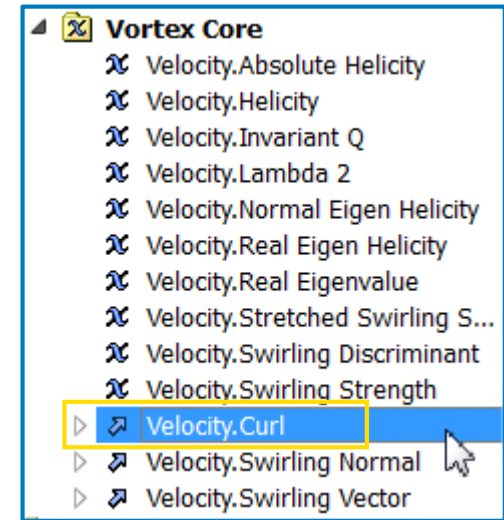 Vortex Core
Velocity.Absolute Helicity
Velocity.Helicity
Velocity.Invariant Q
Velocity.Lambda 2
Velocity.Normal Eigen Helicity
Velocity.Real Eigen Helicity
Velocity.Real Eigenvalue
Velocity.Stretched Swirling S...
Velocity.Swirling Discriminant
Velocity.Swirling Strength
Velocity.Curl
Velocity.Swirling Normal
Velocity.Swirling Vector